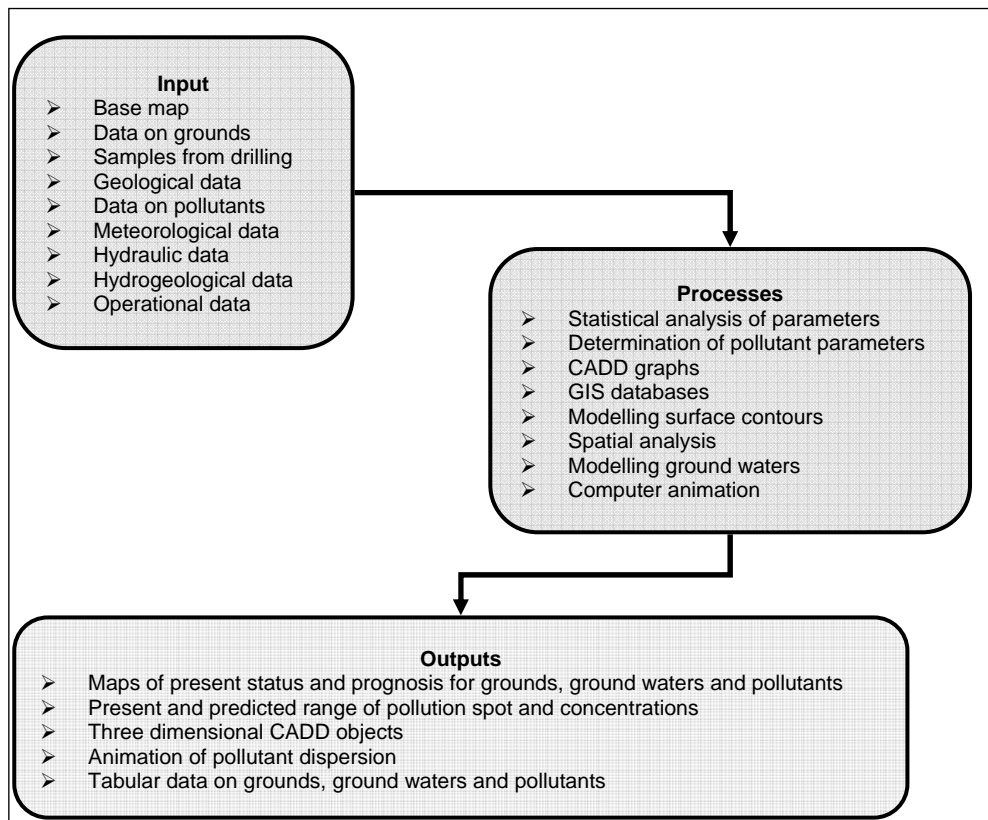 Input
➢ Base map
➢ Data on grounds
➢ Samples from drilling
➢ Geological data
➢ Data on pollutants
➢ Meteorological data
➢ Hydraulic data
➢ Hydrogeological data
➢ Operational data
Processes
➢ Statistical analysis of parameters
➢ Determination of pollutant parameters
➢ CADD graphs
➢ GIS databases
➢ Modelling surface contours
➢ Spatial analysis
➢ Modelling ground waters
➢ Computer animation
Outputs
➢ Maps of present status and prognosis for grounds, ground waters and pollutants
➢ Present and predicted range of pollution spot and concentrations
➢ Three dimensional CADD objects
➢ Animation of pollutant dispersion
➢ Tabular data on grounds, ground waters and pollutants